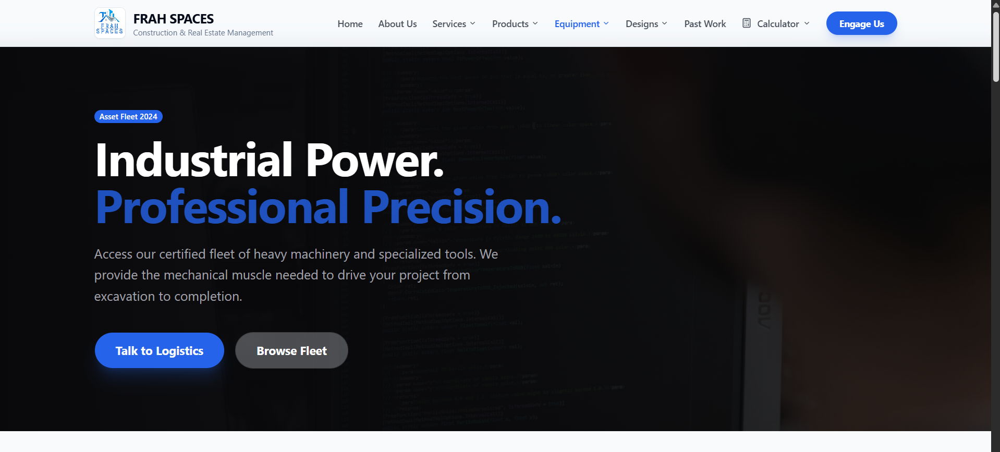 FRAH
SPACES
FRAH SPACES
Construction & Real Estate Management
Home
About Us
Services
Products
Equipment
Designs
Past Work
Calculator
Engage Us
Asset Fleet 2024
Industrial Power.
Professional Precision.
Access our certified fleet of heavy machinery and specialized tools. We
provide the mechanical muscle needed to drive your project from
excavation to completion.
Talk to Logistics
Browse Fleet